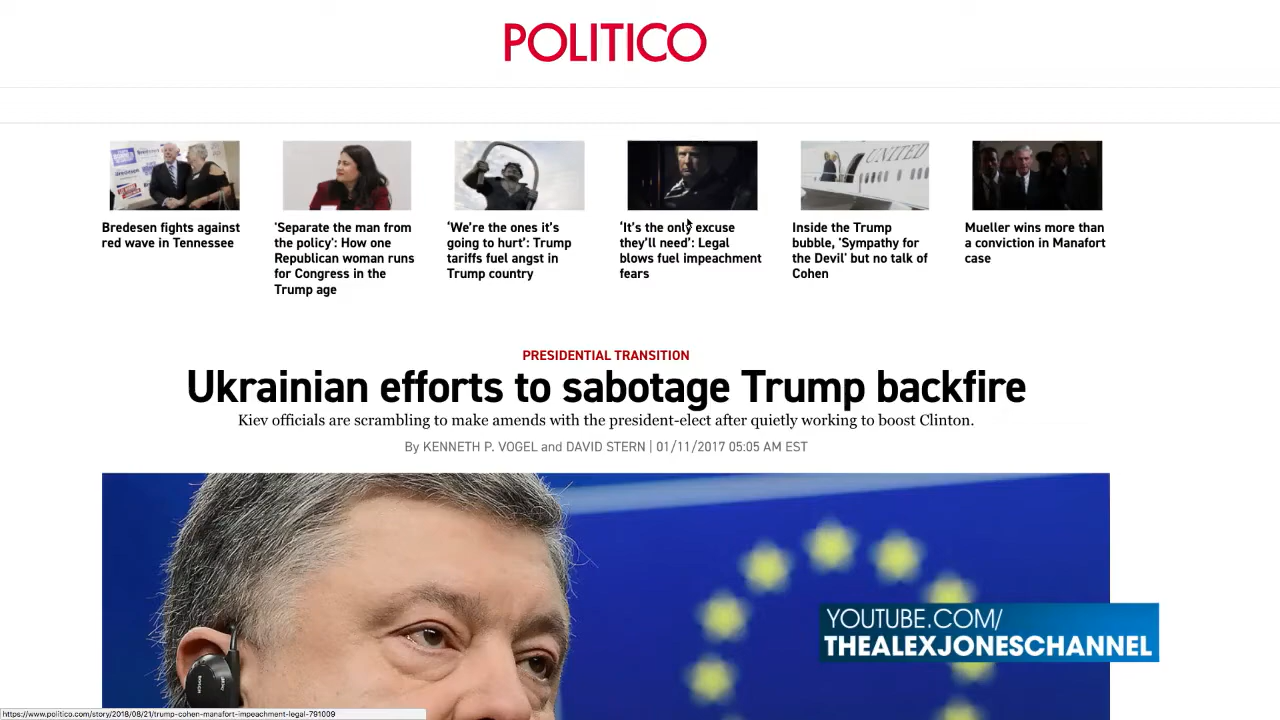 POLITICO
Bredesen fights against
red wave in Tennessee
'Separate the man from
the policy': How one
Republican woman runs
for Congress in the
Trump age
‘We’re the ones it’s
going to hurt’: Trump
tariffs fuel angst in
Trump country
‘It’s the only excuse
they’ll need’: Legal
blows fuel impeachment
fears
Inside the Trump
bubble, 'Sympathy for
the Devil' but no talk of
Cohen
Mueller wins more than
a conviction in Manafort
case
UNITED
PRESIDENTIAL TRANSITION
Ukrainian efforts to sabotage Trump backfire
Kiev officials are scrambling to make amends with the president-elect after quietly working to boost Clinton.
By KENNETH P. VOGEL and DAVID STERN | 01/11/2017 05:05 AM EST
YOUTUBE.COM/
THEALEXJONESCHANNEL
https://www.politico.com/story/2018/08/21/trump-cohen-manafort-impeachment-legal-791009